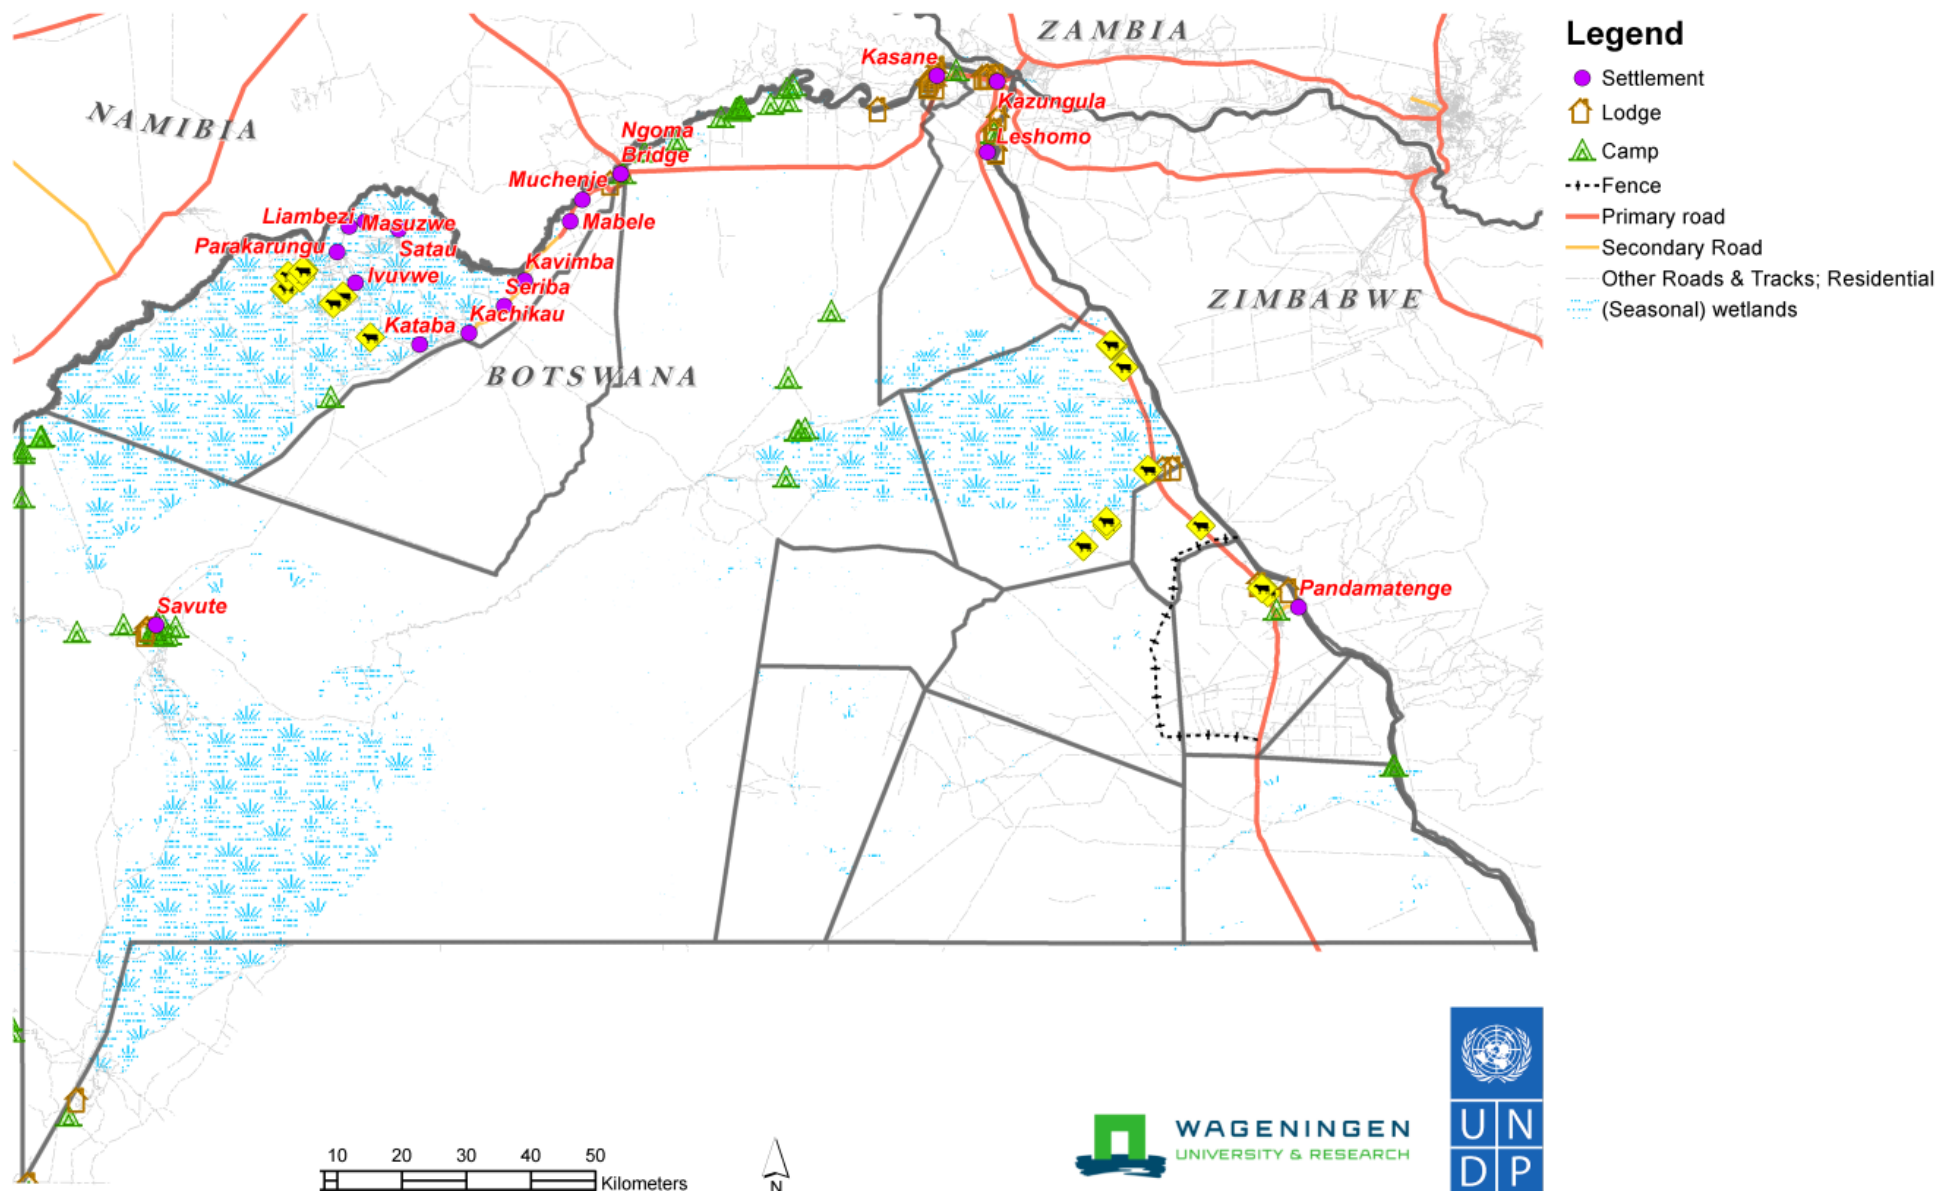 ZAMBIA
Kasane
NAMIBIA
Kazungula
Ngoma
Bridge
Leshomo
Muchenje
Liambezi
Masuzwe
Mabele
Parakarungu
Satau
Ivuvwe
Kavimba
Seriba
Kachikau
Kataba
ZIMBABWE
BOTSWANA
Savute
Pandamatenge
Legend
Settlement
Lodge
Camp
Fence
Primary road
Secondary Road
Other Roads & Tracks; Residential
(Seasonal) wetlands
10 20 30 40 50
Kilometers
N
WAGENINGEN
UNIVERSITY & RESEARCH
U N
D P